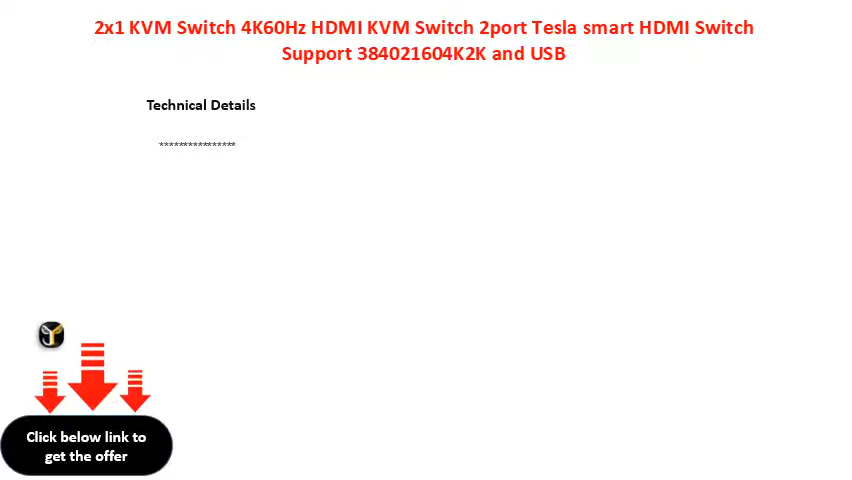 2x1 KVM Switch 4K60Hz HDMI KVM Switch 2port Tesla smart HDMI Switch
Support 384021604K2K and USB
Technical Details
****************
Click below link to
get the offer